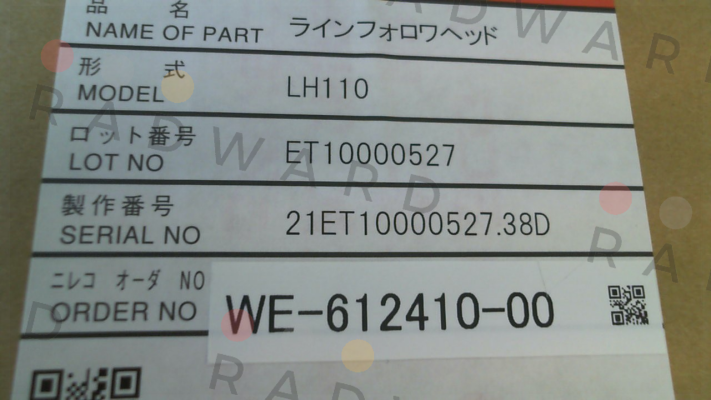 品 名 ラインフォロワヘッド
NAME OF PART
形 式 LH110
MODEL
ロット番号 ET10000527
LOT NO
製作番号 21ET10000527.38D
SERIAL NO
ニレコ オーダ NO WE-612410-00
ORDER NO
RADWARD
RADWARD